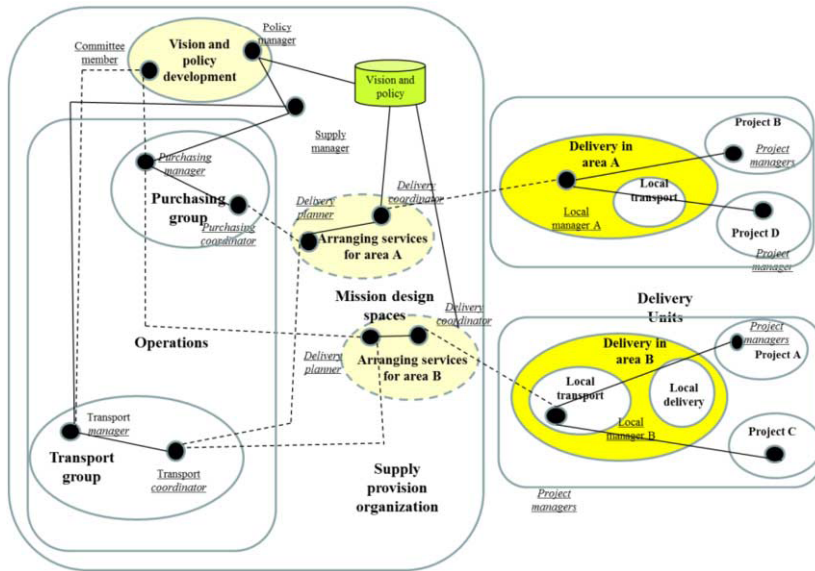 Policy
manager
Committee
member
Vision and
policy
development
Vision and
policy
Supply
manager
Purchasing
manager
Purchasing
group
Purchasing
coordinator
Delivery
planner
Delivery
coordinator
Arranging services
for area A
Mission design
spaces
Delivery
coordinator
Operations
Delivery
planner
Arranging services
for area B
Transport
manager
Transport
group
Transport
coordinator
Supply
provision
organization
Delivery in
area A
Local
transport
Local
manager A
Project B
Project
managers
Project D
Project
manager
Delivery
Units
Delivery in
area B
Local
transport
Local
delivery
Local
manager B
Project
managers
Project A
Project C
Project
managers